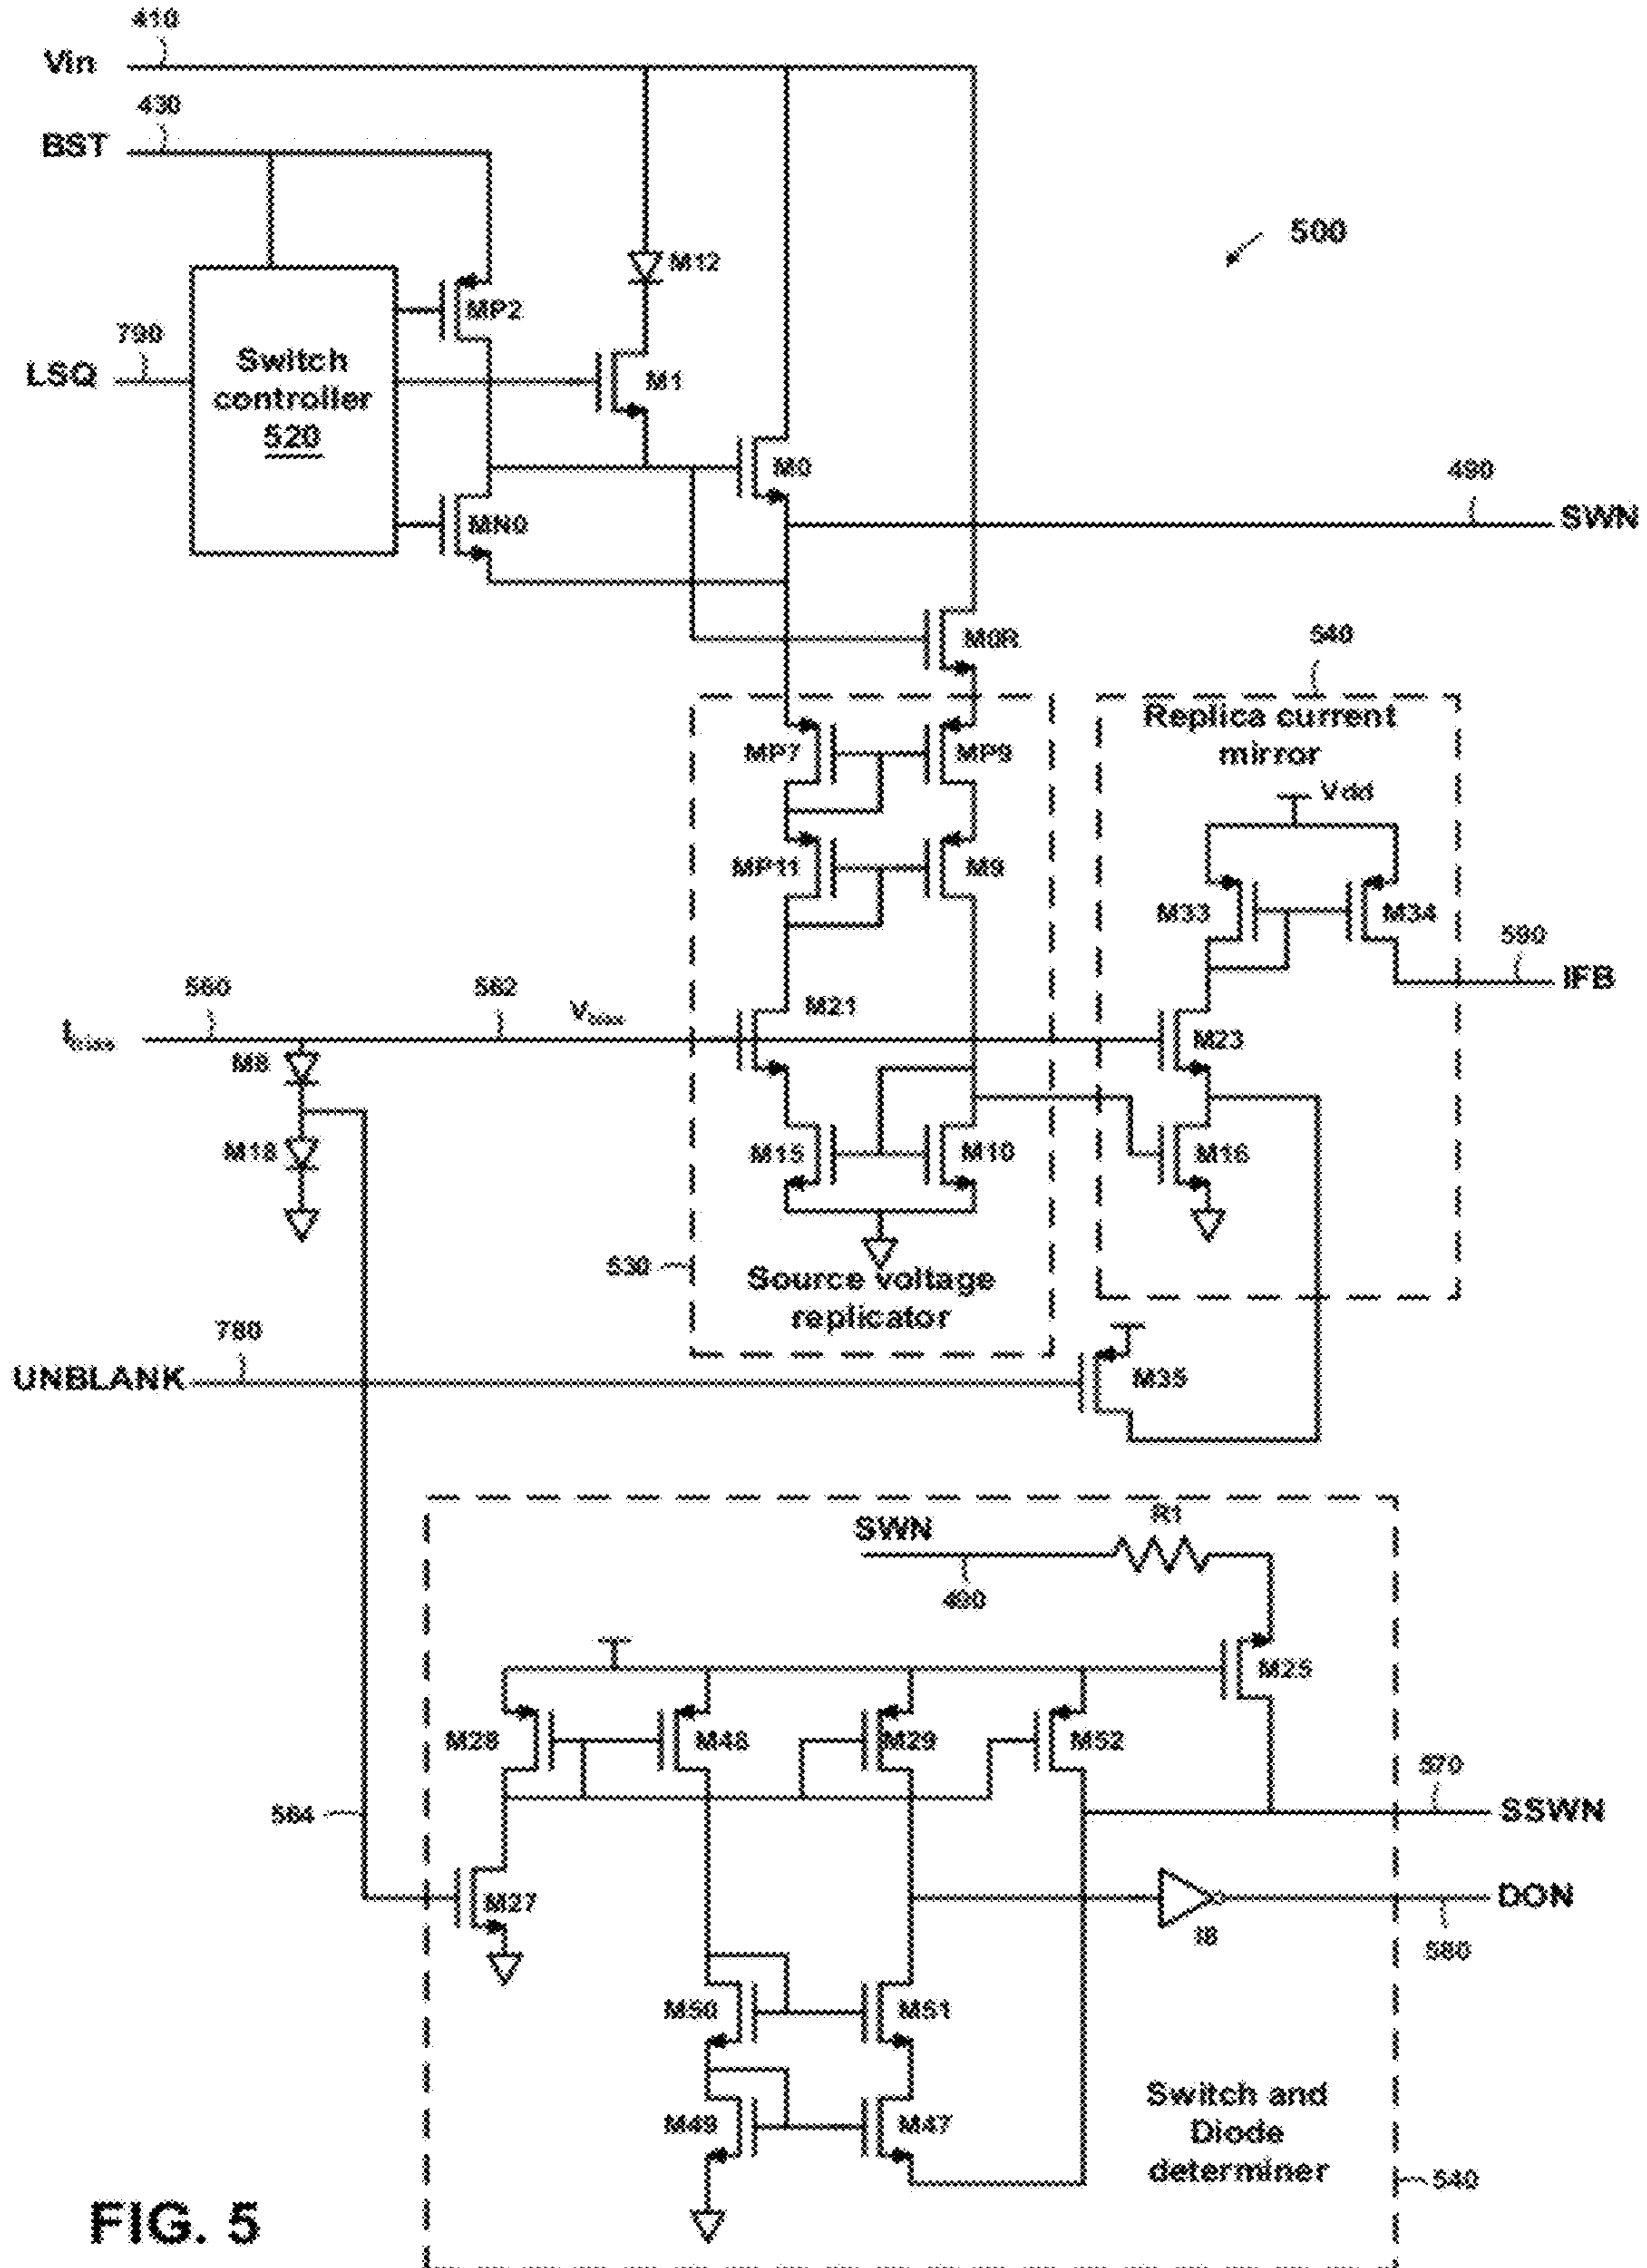 410
Vin
430
BST
500
M12
MP2
790
LSQ
Switch
controller
520
M1
M0
490
SWN
MN0
M0R
540
Replica current
mirror
MP7
MP9
Vdd
MP11
M9
M33
M34
590
IFB
560
562
Vbias
M21
Ibias
M23
M8
M18
M15
M10
M16
530
Source voltage
replicator
780
UNBLANK
M35
R1
SWN
490
M25
M28
M48
M29
M52
570
SSWN
564
M27
DON
I8
580
M50
M51
Switch and
Diode
determiner
M49
M47
540
FIG. 5